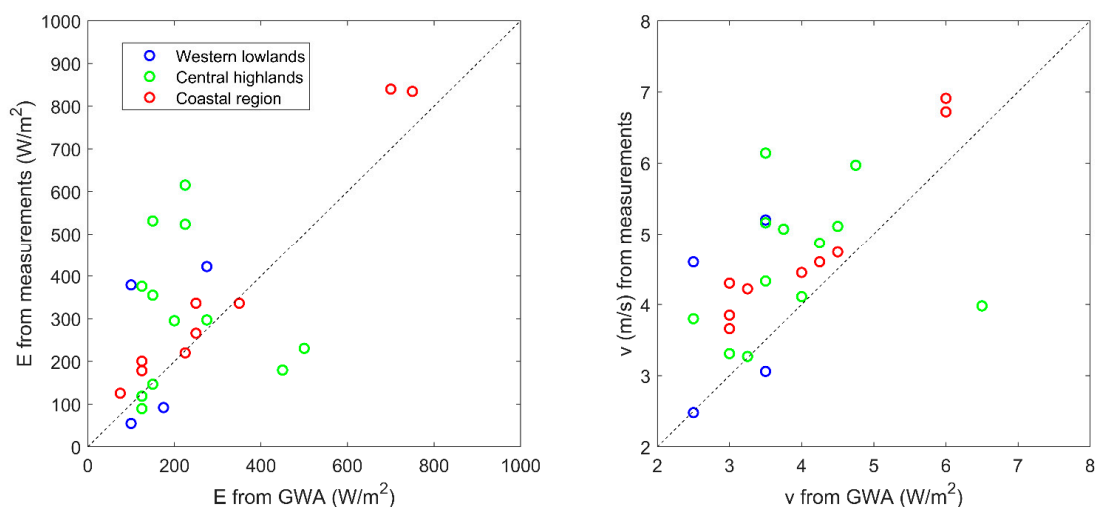 1000
900
800
700
600
500
400
300
200
100
0
E from measurements (W/m²)
Western lowlands
Central highlands
Coastal region
0 200 400 600 800 1000
E from GWA (W/m²)
8
7
6
5
4
3
2
v (m/s) from measurements
2 3 4 5 6 7 8
v from GWA (W/m²)